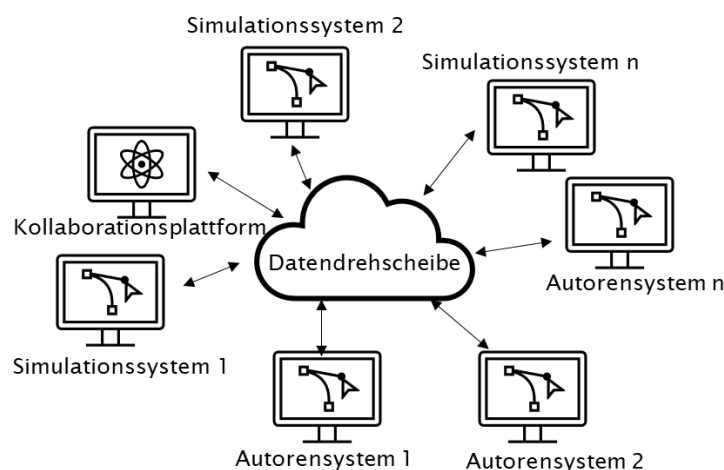 Simulationssystem 2
Simulationssystem n
Kollaborationsplattform
Datendrehscheibe
Autorensystem n
Simulationssystem 1
Autorensystem 1
Autorensystem 2